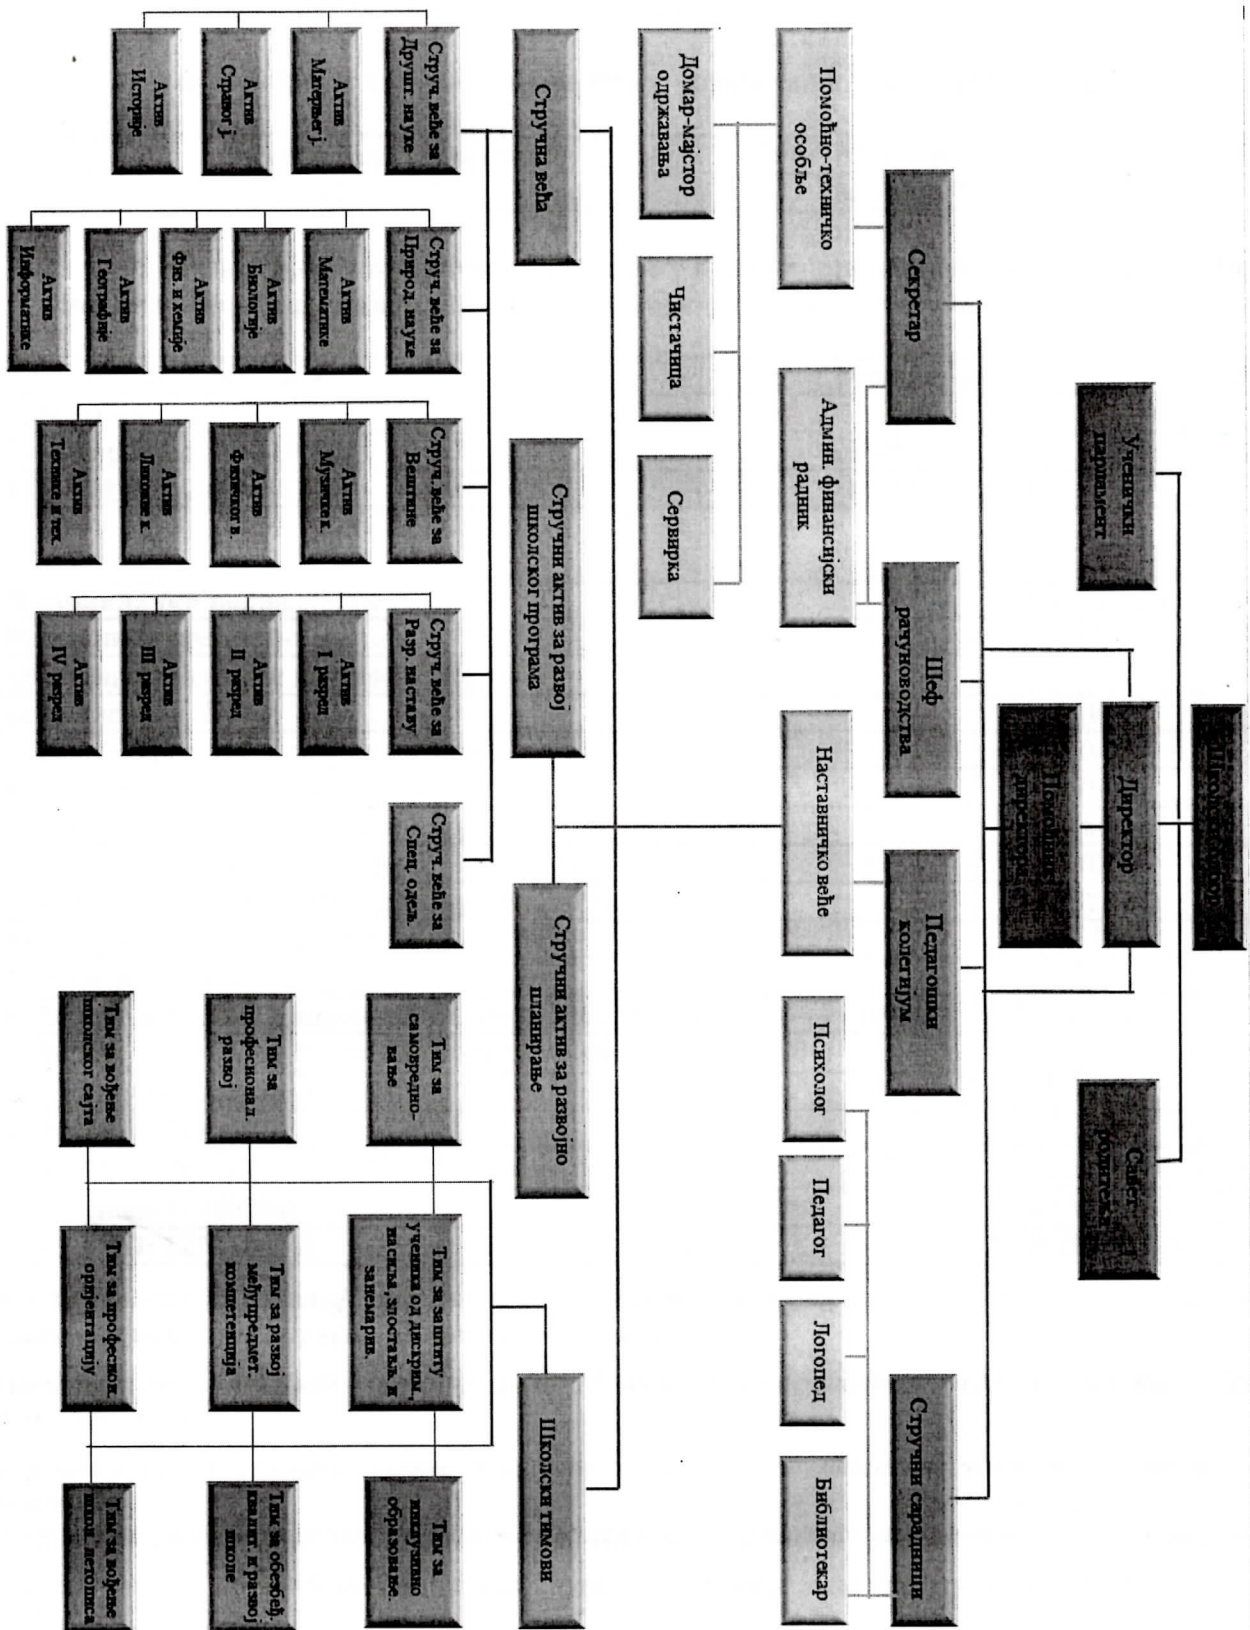 Школски одбор
Ученички
парламент
Директор
Савет
родитеља
Помоћник
директора
Секретар
Шеф
рачуноводства
Педагошки
колегијум
Стручни сарадници
Помоћно-техничко
особље
Админ. финансијски
радник
Наставничко веће
Психолог
Педагог
Логопед
Библиотекар
Домар-мајстор
одржавања
Чистачица
Сервирка
Стручна већа
Стручни актив за развој
школског програма
Стручни актив за развојно
планирање
Школски тимови
Струч. веће за
Друшт. науке
Струч. веће за
Природ. науке
Струч. веће за
Вештине
Струч. веће за
Разр. наставу
Струч. веће за
Спец. одељ.
Актив
Матерњег ј.
Актив
Страног ј.
Актив
Историје
Актив
Математике
Актив
Биологије
Актив
Физ. и хемије
Актив
Географије
Актив
Информатике
Актив
Музичке к.
Актив
Физичког в.
Актив
Ликовне к.
Актив
Технике и тех.
Актив
I разред
Актив
II разред
Актив
III разред
Актив
IV разред
Тим за
самовредно-
вање
Тим за заштиту
ученика од дискрим.,
насиља, злостављ. и
занемарив.
Тим за
инклузивно
образовање
Тим за
професионал.
развој
Тим за развој
међупредмет.
компетенција
Тим за обезбеђ.
квалит. и развој
школе
Тим за вођење
школског сајта
Тим за професион.
оријентацију
Тим за вођење
школ. летописа